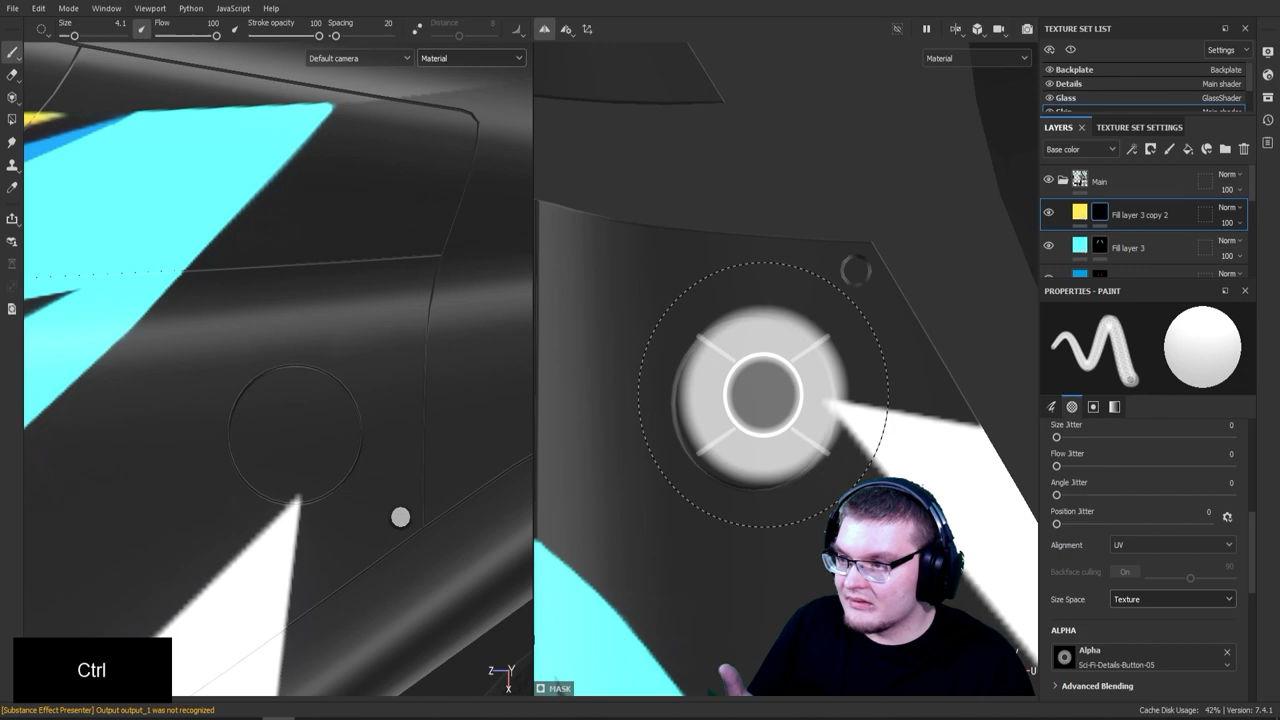 File Edit Mode Window Viewport Python JavaScript Help
Size 4.1 Flow 100 Stroke opacity 100 Spacing 20 Distance 8
Default camera Material Material
TEXTURE SET LIST
Settings
Backplate Backplate
Details Main shader
Glass GlassShader
LAYERS TEXTURE SET SETTINGS
Base color
Main Norm 100
Fill layer 3 copy 2 Norm 100
Fill layer 3 Norm 100
Norm
PROPERTIES - PAINT
Size Jitter 0
Flow Jitter 0
Angle Jitter 0
Position Jitter 0
Alignment UV
Backface culling On 90
Size Space Texture
ALPHA
Alpha
Sci-Fi-Details-Button-05
Advanced Blending
Ctrl
Z Y
X
MASK
U
[Substance Effect Presenter] Output output_1 was not recognized
Cache Disk Usage: 42% | Version: 7.4.1